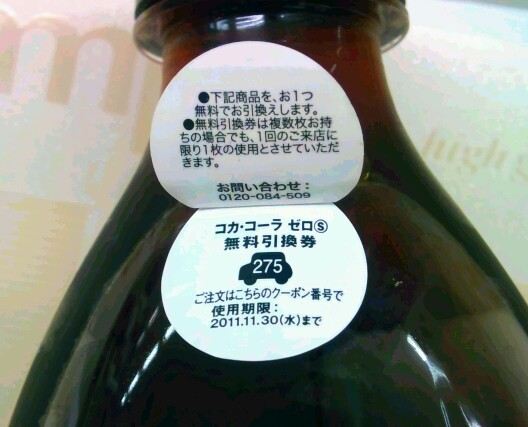 ●下記商品を、お1つ
無料でお引換えします。
●無料引換券は複数枚お持
ちの場合でも、1回のご来店に
限り1枚の使用とさせていただ
きます。
お問い合わせ：
0120-084-509
コカ・コーラ ゼロⓈ
無料引換券
275
ご注文はこちらのクーポン番号で
使用期限：
2011.11.30(水)まで
hugh